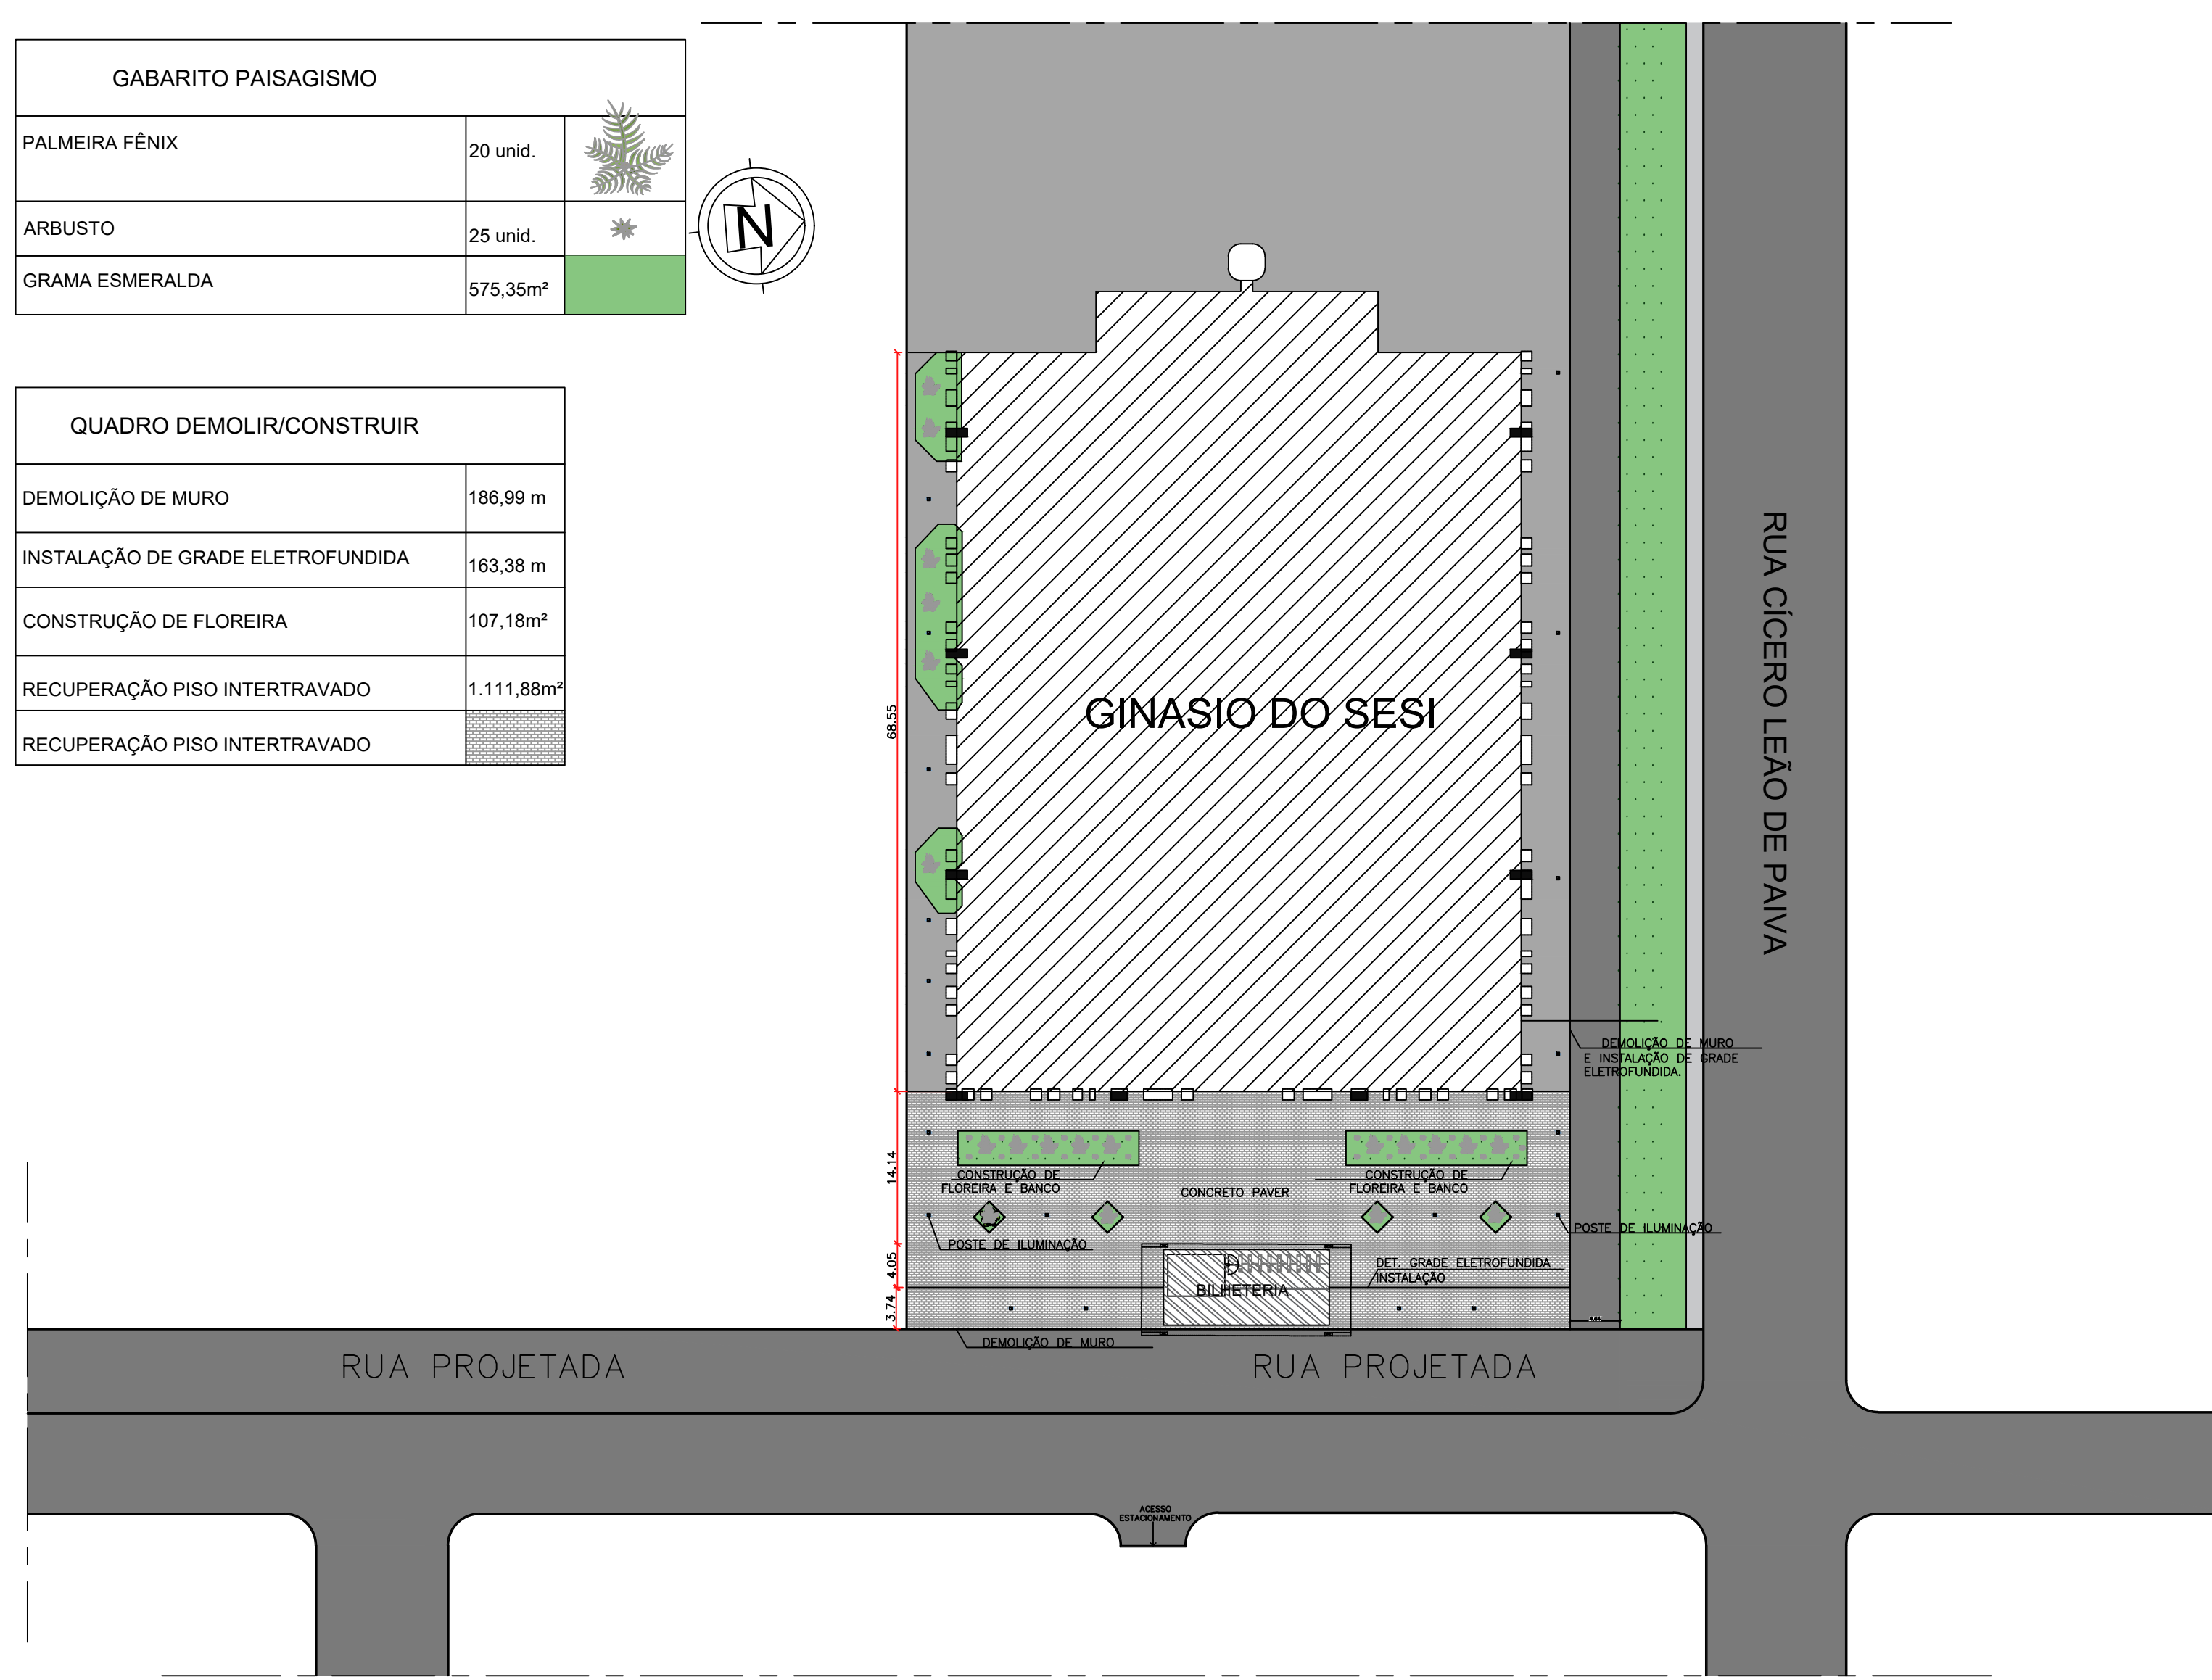 GABARITO PAISAGISMO
PALMEIRA FÊNIX 20 unid.
ARBUSTO 25 unid.
GRAMA ESMERALDA 575,35m²
N
QUADRO DEMOLIR/CONSTRUIR
DEMOLIÇÃO DE MURO 186,99 m
INSTALAÇÃO DE GRADE ELETROFUNDIDA 163,38 m
CONSTRUÇÃO DE FLOREIRA 107,18m²
RECUPERAÇÃO PISO INTERTRAVADO 1.111,88m²
RECUPERAÇÃO PISO INTERTRAVADO
68.55
GINASIO DO SESI
RUA CÍCERO LEÃO DE PAIVA
DEMOLIÇÃO DE MURO
E INSTALAÇÃO DE GRADE
ELETROFUNDIDA.
14.14
CONSTRUÇÃO DE
FLOREIRA E BANCO
CONCRETO PAVER
CONSTRUÇÃO DE
FLOREIRA E BANCO
POSTE DE ILUMINAÇÃO
POSTE DE ILUMINAÇÃO
4.05
DET. GRADE ELETROFUNDIDA
INSTALAÇÃO
BILHETERIA
3.74
DEMOLIÇÃO DE MURO
RUA PROJETADA
RUA PROJETADA
ACESSO
ESTACIONAMENTO